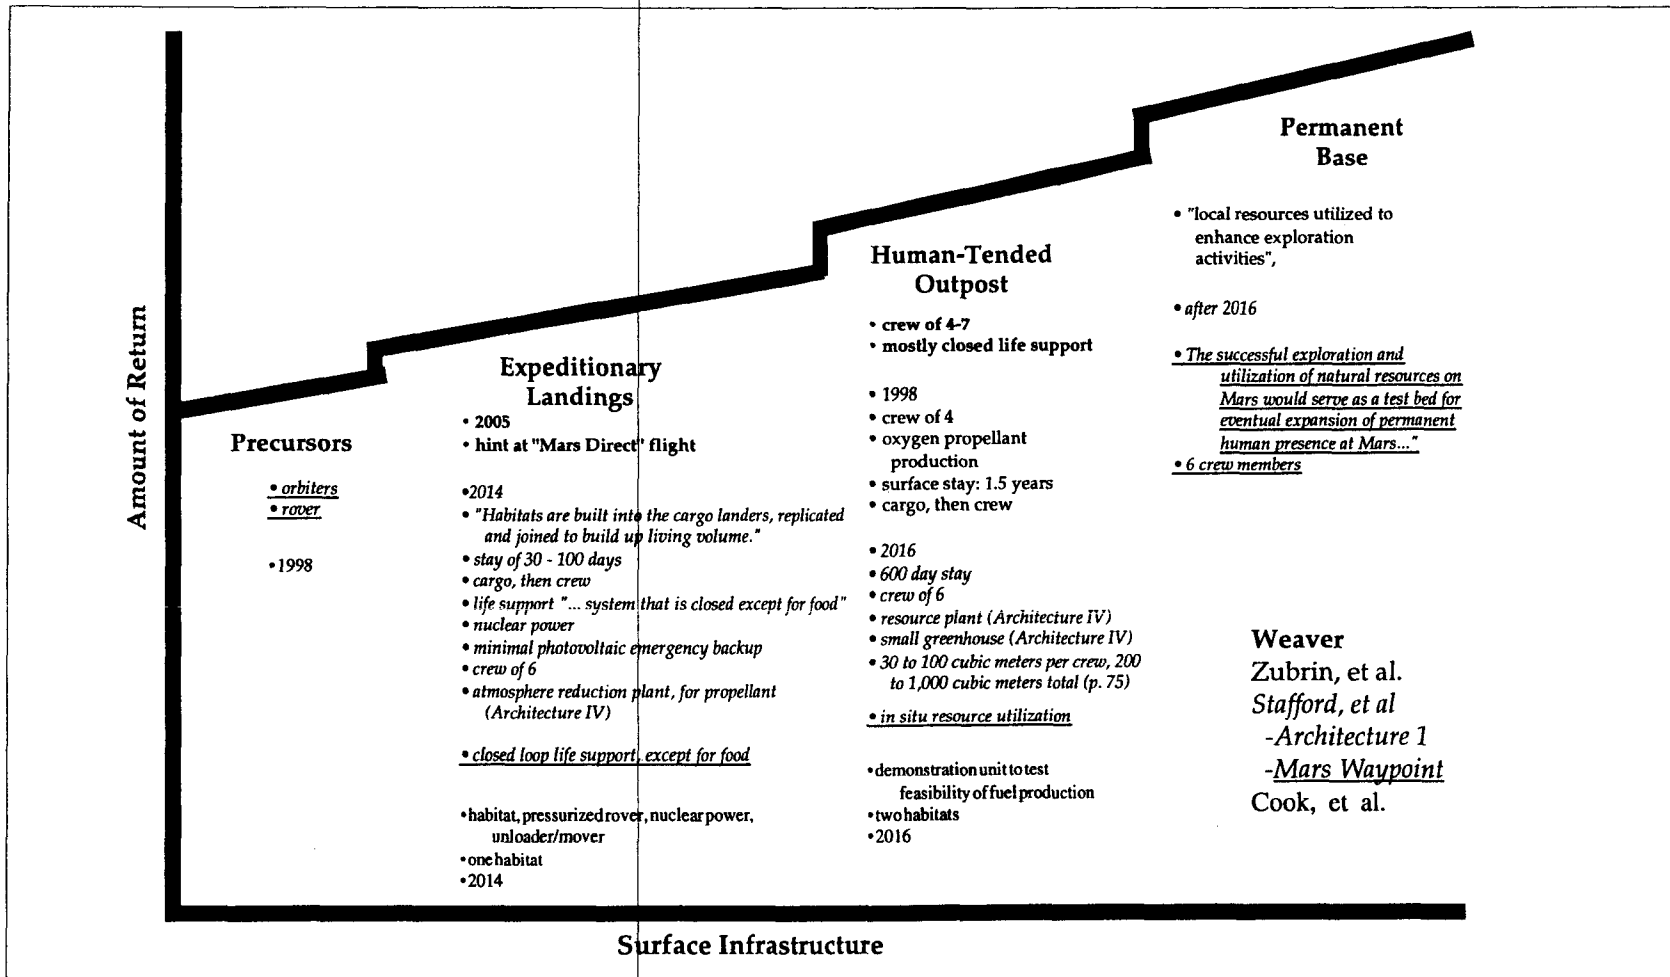 Amount of Return
Precursors
• orbiters
• rover
• 1998
Expeditionary
Landings
• 2005
• hint at "Mars Direct" flight
• 2014
• "Habitats are built into the cargo landers, replicated
and joined to build up living volume."
• stay of 30 - 100 days
• cargo, then crew
• life support "... system that is closed except for food"
• nuclear power
• minimal photovoltaic emergency backup
• crew of 6
• atmosphere reduction plant, for propellant
(Architecture IV)
• closed loop life support, except for food
• habitat, pressurized rover, nuclear power,
unloader/mover
• one habitat
• 2014
Human-Tended
Outpost
• crew of 4-7
• mostly closed life support
• 1998
• crew of 4
• oxygen propellant
production
• surface stay: 1.5 years
• cargo, then crew
• 2016
• 600 day stay
• crew of 6
• resource plant (Architecture IV)
• small greenhouse (Architecture IV)
• 30 to 100 cubic meters per crew, 200
to 1,000 cubic meters total (p. 75)
• in situ resource utilization
• demonstration unit to test
feasibility of fuel production
• two habitats
• 2016
Permanent
Base
• "local resources utilized to
enhance exploration
activities",
• after 2016
• The successful exploration and
utilization of natural resources on
Mars would serve as a test bed for
eventual expansion of permanent
human presence at Mars..."
• 6 crew members
Weaver
Zubrin, et al.
Stafford, et al
-Architecture 1
-Mars Waypoint
Cook, et al.
Surface Infrastructure